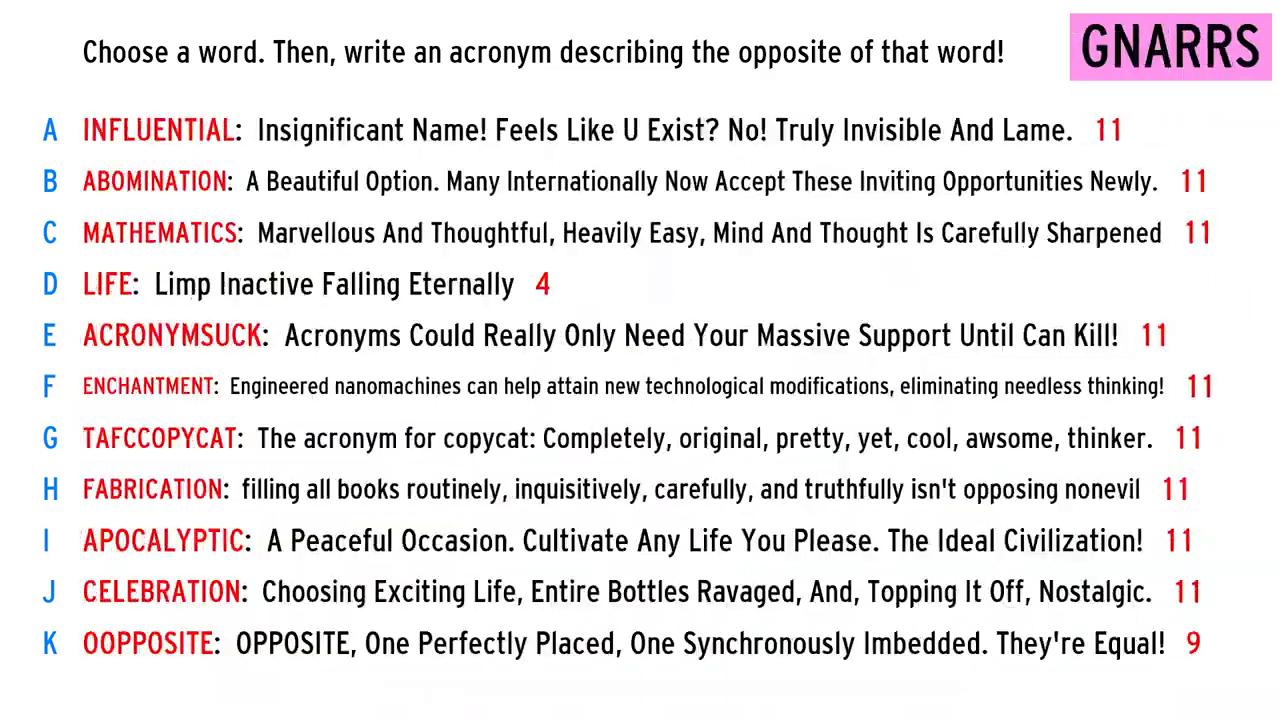 Choose a word. Then, write an acronym describing the opposite of that word!
GNARRS
A INFLUENTIAL: Insignificant Name! Feels Like U Exist? No! Truly Invisible And Lame. 11
B ABOMINATION: A Beautiful Option. Many Internationally Now Accept These Inviting Opportunities Newly. 11
C MATHEMATICS: Marvellous And Thoughtful, Heavily Easy, Mind And Thought Is Carefully Sharpened 11
D LIFE: Limp Inactive Falling Eternally 4
E ACRONYMSUCK: Acronyms Could Really Only Need Your Massive Support Until Can Kill! 11
F ENCHANTMENT: Engineered nanomachines can help attain new technological modifications, eliminating needless thinking! 11
G TAFCCOPYCAT: The acronym for copycat: Completely, original, pretty, yet, cool, awsome, thinker. 11
H FABRICATION: filling all books routinely, inquisitively, carefully, and truthfully isn't opposing nonevil 11
I APOCALYPTIC: A Peaceful Occasion. Cultivate Any Life You Please. The Ideal Civilization! 11
J CELEBRATION: Choosing Exciting Life, Entire Bottles Ravaged, And, Topping It Off, Nostalgic. 11
K OOPPOSITE: OPPOSITE, One Perfectly Placed, One Synchronously Imbedded. They're Equal! 9